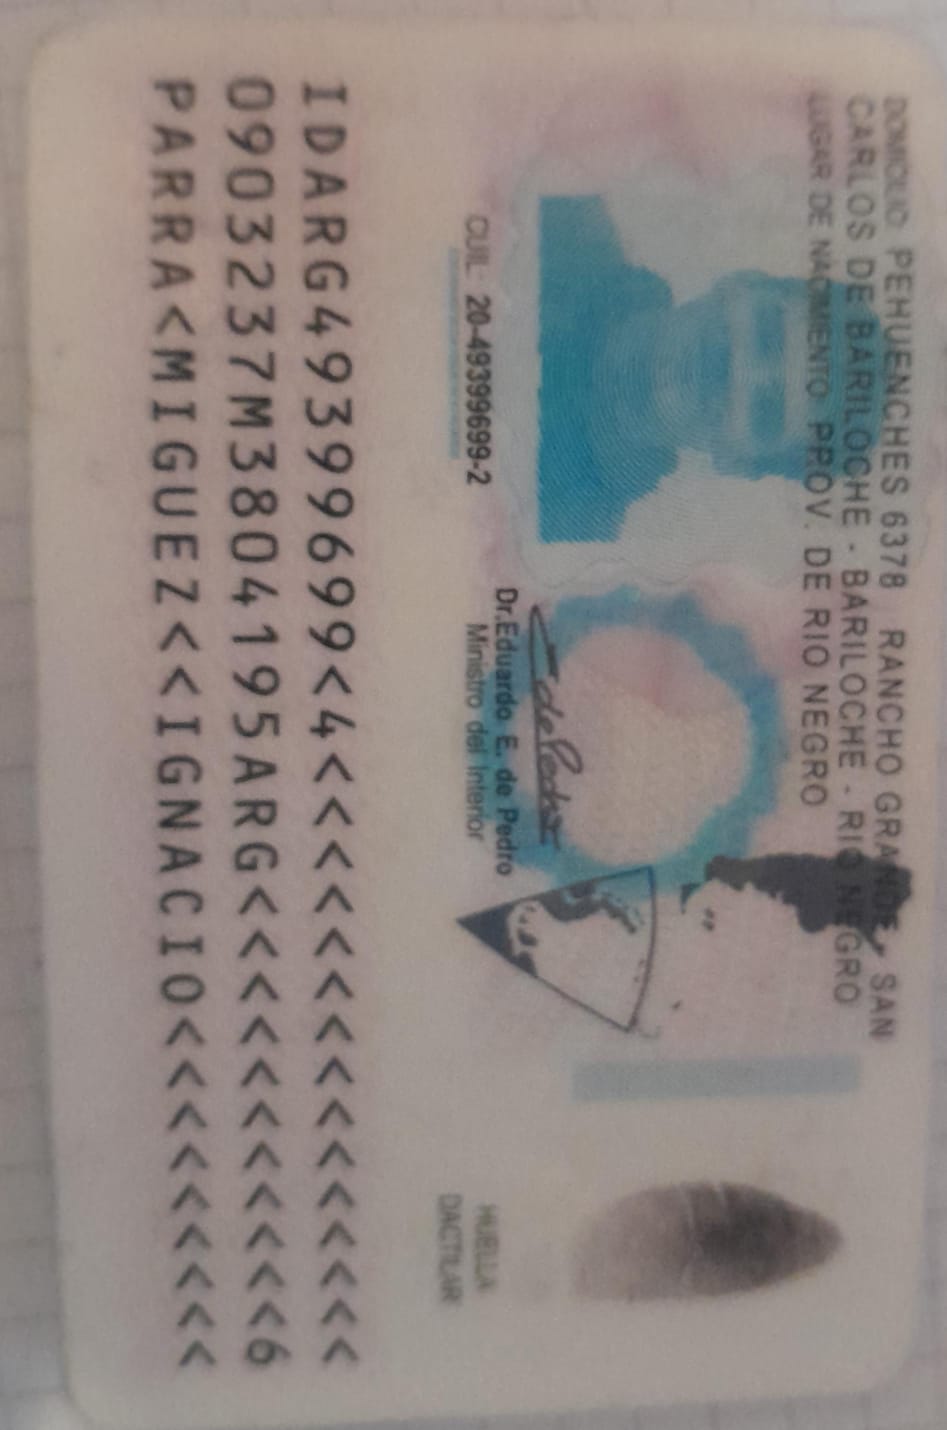 DOMICILIO: PEHUENCHES 6378 RANCHO GRANDE, SAN
CARLOS DE BARILOCHE - BARILOCHE - RIO NEGRO
LUGAR DE NACIMIENTO: PROV. DE RIO NEGRO
CUIL: 20-49399699-2
Dr.Eduardo E. de Pedro
Ministro del Interior
HUELLA
DACTILAR
IDARG49399699<4<<<<<<<<<<<<<<<
0903237M3804195ARG<<<<<<<<<<<6
PARRA<MIGUEZ<<IGNACIO<<<<<<<<<